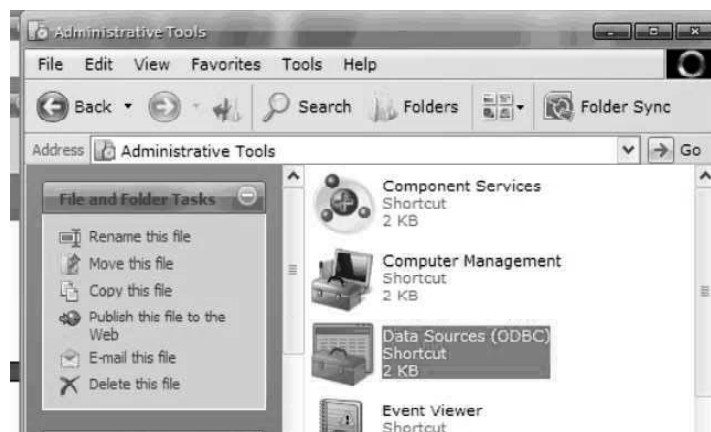 Administrative Tools
File Edit View Favorites Tools Help
Back Search Folders Folder Sync
Address Administrative Tools Go
File and Folder Tasks
Rename this file
Move this file
Copy this file
Publish this file to the
Web
E-mail this file
Delete this file
Component Services
Shortcut
2 KB
Computer Management
Shortcut
2 KB
Data Sources (ODBC)
Shortcut
2 KB
Event Viewer
Shortcut